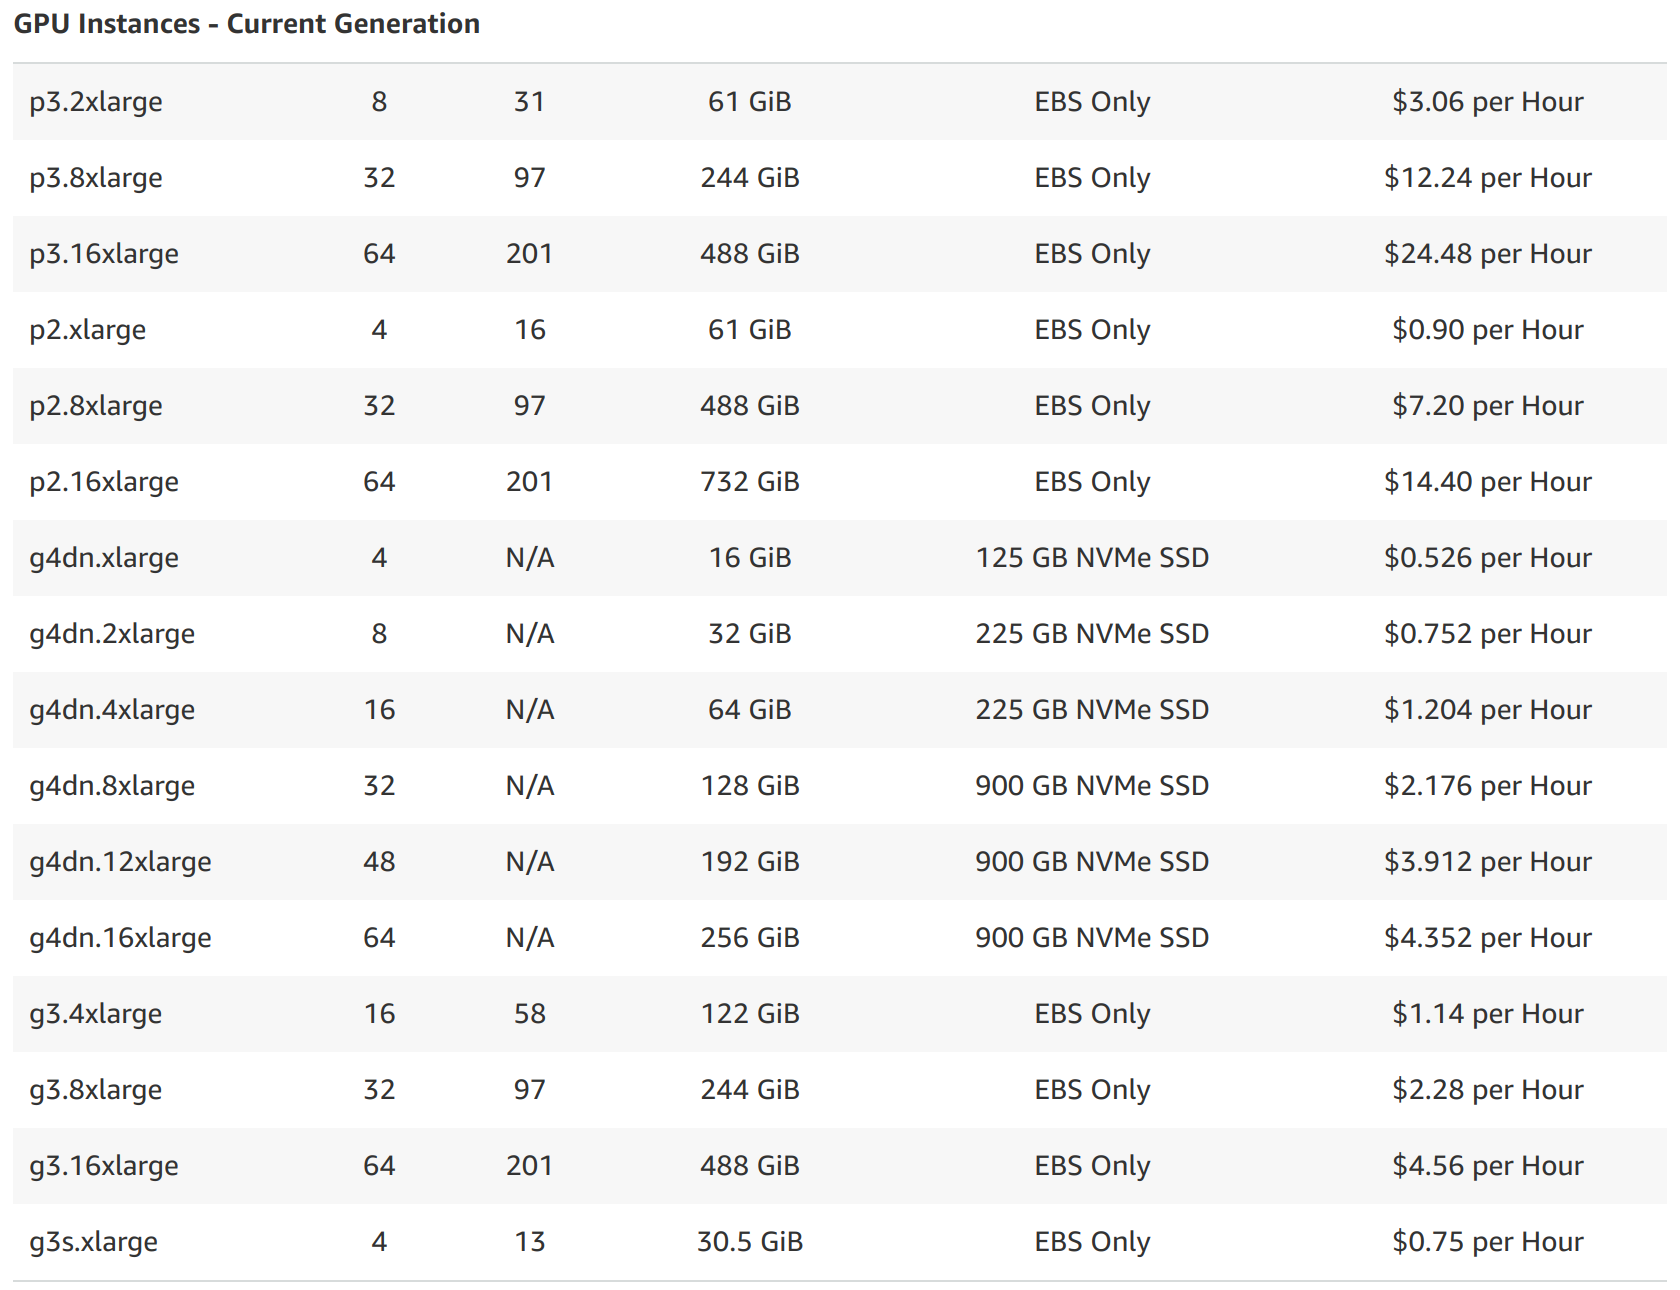 GPU Instances - Current Generation
p3.2xlarge 8 31 61 GiB EBS Only $3.06 per Hour
p3.8xlarge 32 97 244 GiB EBS Only $12.24 per Hour
p3.16xlarge 64 201 488 GiB EBS Only $24.48 per Hour
p2.xlarge 4 16 61 GiB EBS Only $0.90 per Hour
p2.8xlarge 32 97 488 GiB EBS Only $7.20 per Hour
p2.16xlarge 64 201 732 GiB EBS Only $14.40 per Hour
g4dn.xlarge 4 N/A 16 GiB 125 GB NVMe SSD $0.526 per Hour
g4dn.2xlarge 8 N/A 32 GiB 225 GB NVMe SSD $0.752 per Hour
g4dn.4xlarge 16 N/A 64 GiB 225 GB NVMe SSD $1.204 per Hour
g4dn.8xlarge 32 N/A 128 GiB 900 GB NVMe SSD $2.176 per Hour
g4dn.12xlarge 48 N/A 192 GiB 900 GB NVMe SSD $3.912 per Hour
g4dn.16xlarge 64 N/A 256 GiB 900 GB NVMe SSD $4.352 per Hour
g3.4xlarge 16 58 122 GiB EBS Only $1.14 per Hour
g3.8xlarge 32 97 244 GiB EBS Only $2.28 per Hour
g3.16xlarge 64 201 488 GiB EBS Only $4.56 per Hour
g3s.xlarge 4 13 30.5 GiB EBS Only $0.75 per Hour